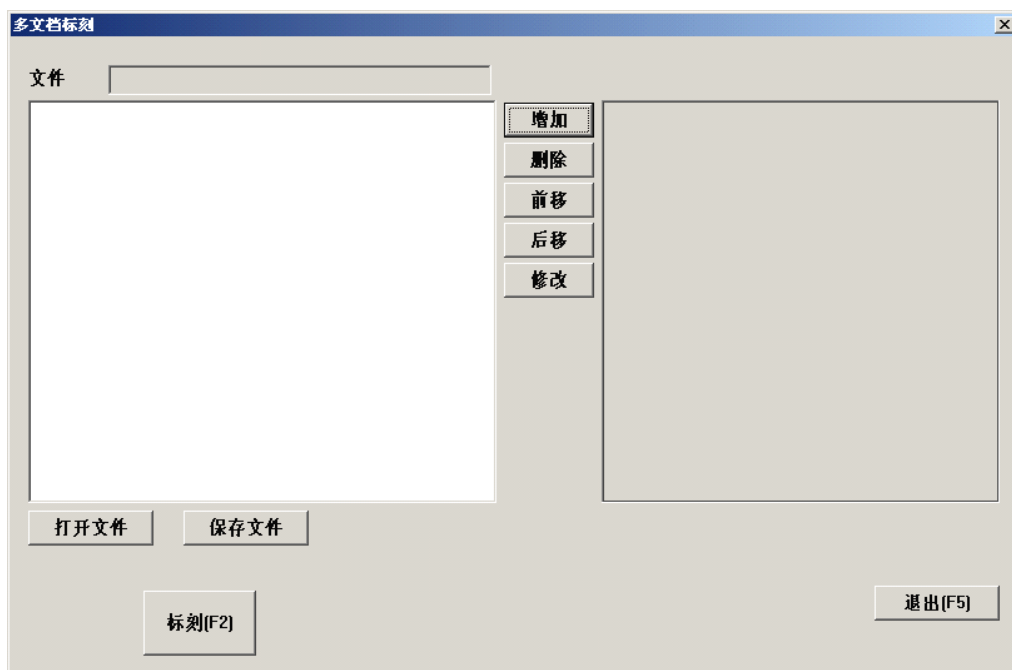 多文档标刻
文件
增加
删除
前移
后移
修改
打开文件
保存文件
标刻(F2)
退出(F5)